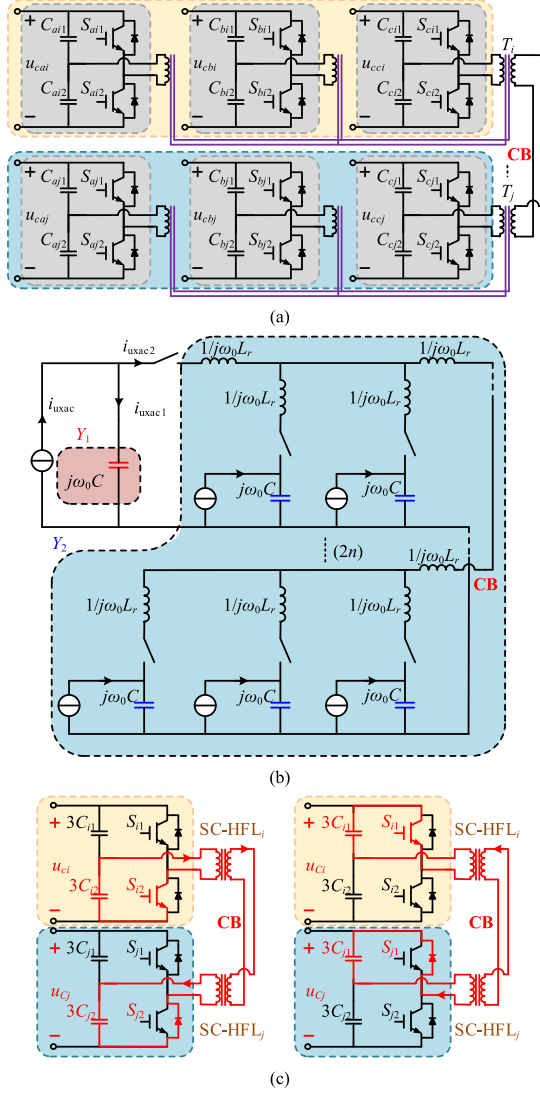 + C_ai1 S_ai1 C_bi1 S_bi1 C_ci1 S_ci1 T_i
u_cai u_cbi u_cci
C_ai2 S_ai2 C_bi2 S_bi2 C_ci2 S_ci2
− − −
CB
+ C_aj1 S_aj1 + C_bj1 S_bj1 + C_cj1 S_cj1 T_j
u_caj u_cbj u_ccj
C_aj2 S_aj2 C_bj2 S_bj2 C_cj2 S_cj2
− − −
(a)
i_uxac2 1/jω0L_r 1/jω0L_r
i_uxac i_uxac1 1/jω0L_r 1/jω0L_r
Y_1
jω0C jω0C jω0C
Y_2 (2n) 1/jω0L_r
CB
1/jω0L_r 1/jω0L_r 1/jω0L_r
jω0C jω0C jω0C
(b)
+ 3C_i1 S_i1 SC-HFL_i + 3C_i1 S_i1 SC-HFL_i
u_ci u_Ci
3C_i2 S_i2 3C_i2 S_i2
− CB − CB
+ 3C_j1 S_j1 + 3C_j1 S_j1
u_Cj u_Cj
3C_j2 S_j2 3C_j2 S_j2
− SC-HFL_j − SC-HFL_j
(c)